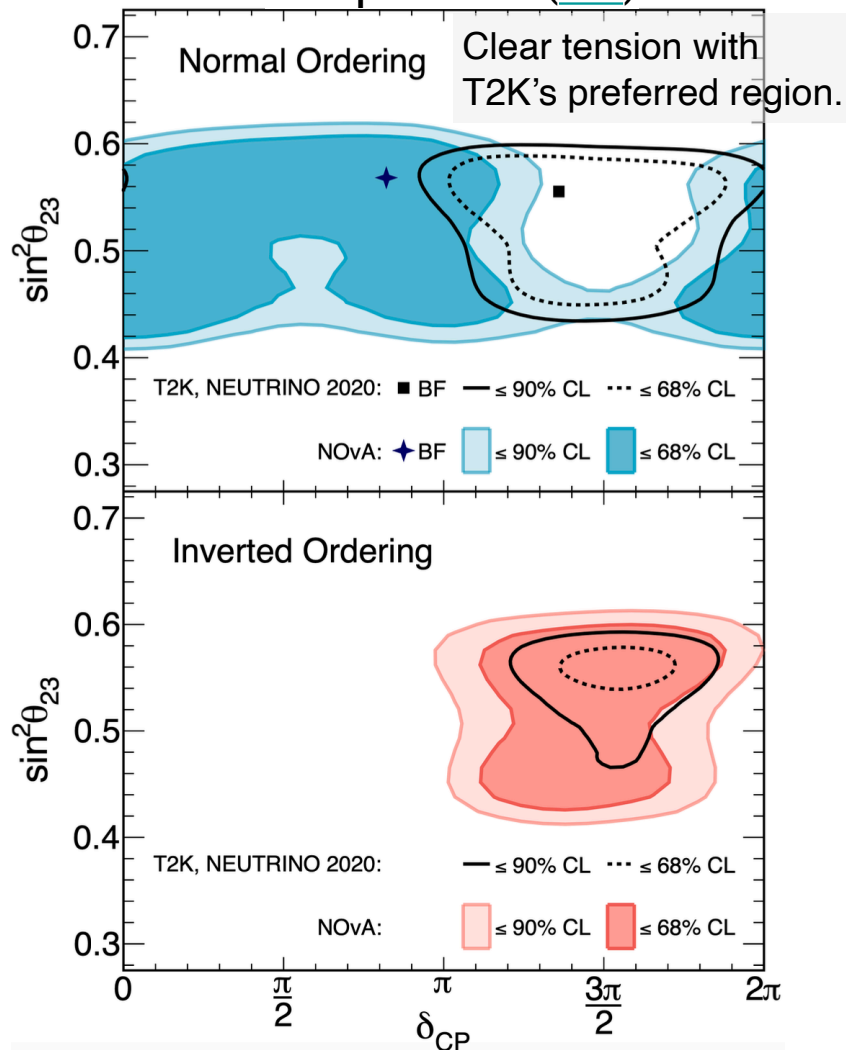 Clear tension with
T2K's preferred region.
0.7
Normal Ordering
0.6
0.5
0.4
0.3
sin²θ₂₃
T2K, NEUTRINO 2020: BF ≤ 90% CL ≤ 68% CL
NOvA: BF ≤ 90% CL ≤ 68% CL
0.7
Inverted Ordering
0.6
0.5
0.4
0.3
sin²θ₂₃
T2K, NEUTRINO 2020: ≤ 90% CL ≤ 68% CL
NOvA: ≤ 90% CL ≤ 68% CL
0 π/2 π 3π/2 2π
δCP